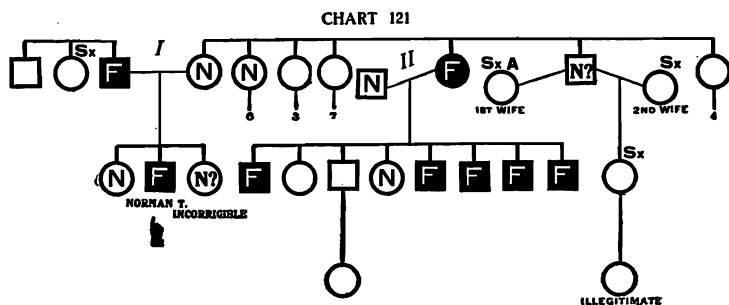 CHART 121
Sx I II Sx A Sx
F N N F N?
N
6 3 7 1ST WIFE 2ND WIFE 4
Sx
N F N? F N F F F F
NORMAN T.
INCORRIGIBLE
ILLEGITIMATE